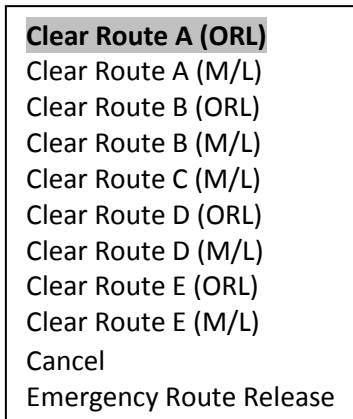 Clear Route A (ORL)
Clear Route A (M/L)
Clear Route B (ORL)
Clear Route B (M/L)
Clear Route C (M/L)
Clear Route D (ORL)
Clear Route D (M/L)
Clear Route E (ORL)
Clear Route E (M/L)
Cancel
Emergency Route Release